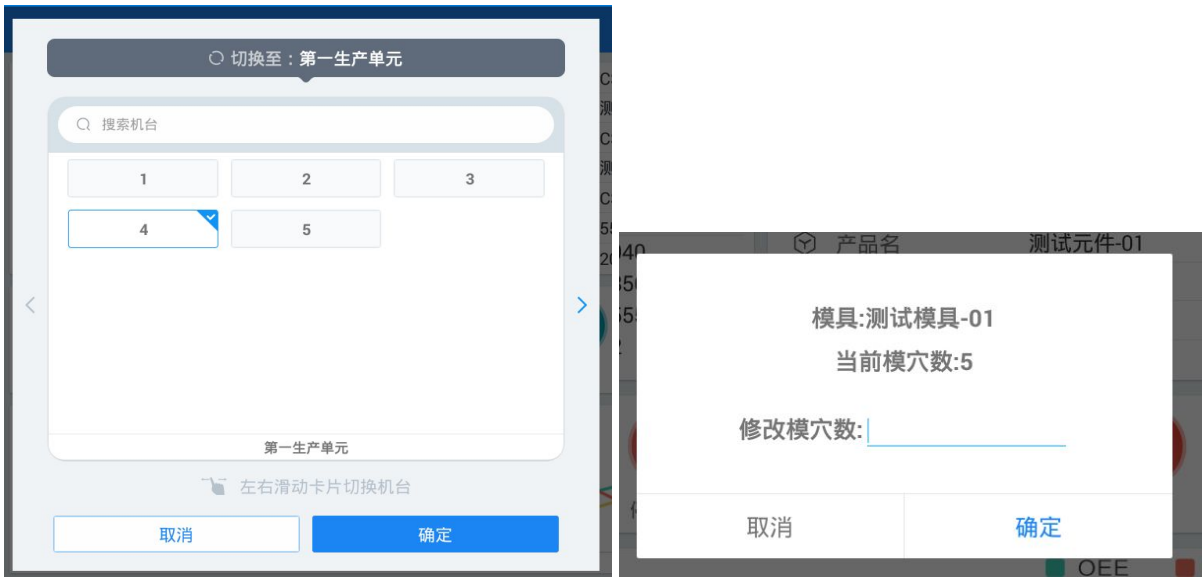 切换至：第一生产单元
搜索机台
1 2 3
4 5
第一生产单元
左右滑动卡片切换机台
取消 确定
产品名 测试元件-01
模具:测试模具-01
当前模穴数:5
修改模穴数:
取消 确定
OEE